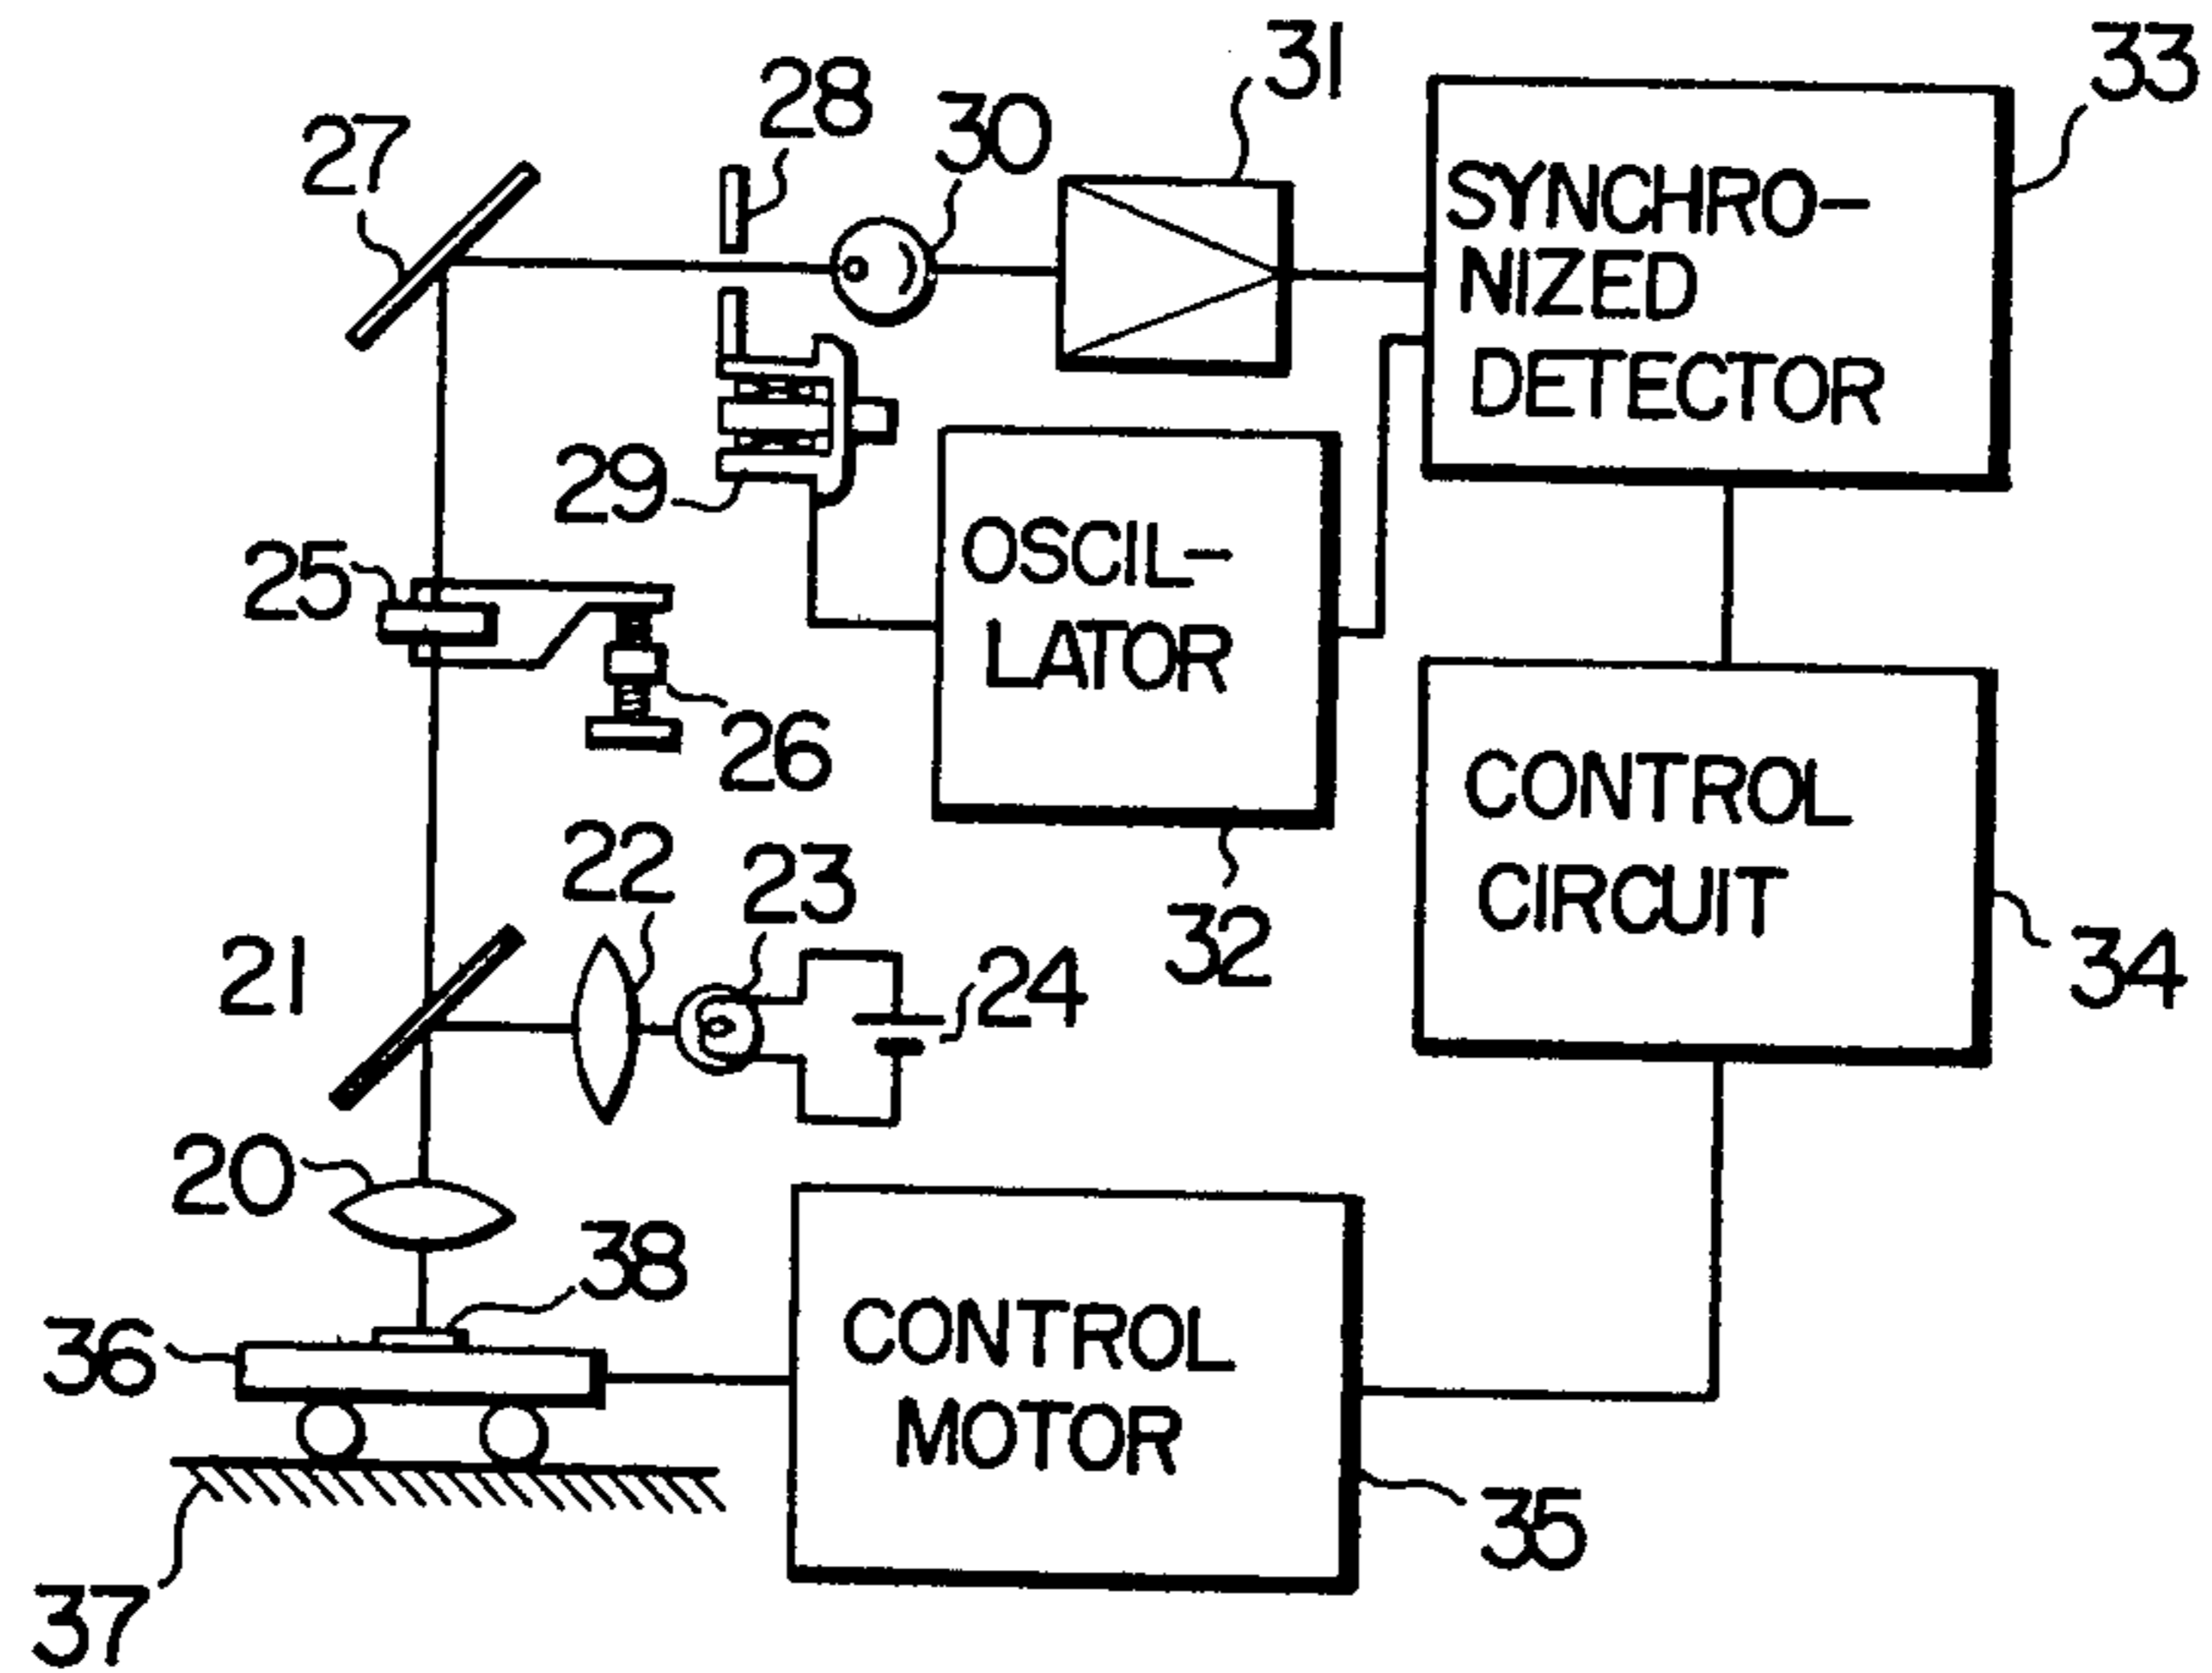 31
33
28
30
27
SYNCHRO-
NIZED
DETECTOR
29
OSCIL-
LATOR
25
26
CONTROL
CIRCUIT
22
23
21
24
32
34
20
38
36
CONTROL
MOTOR
35
37